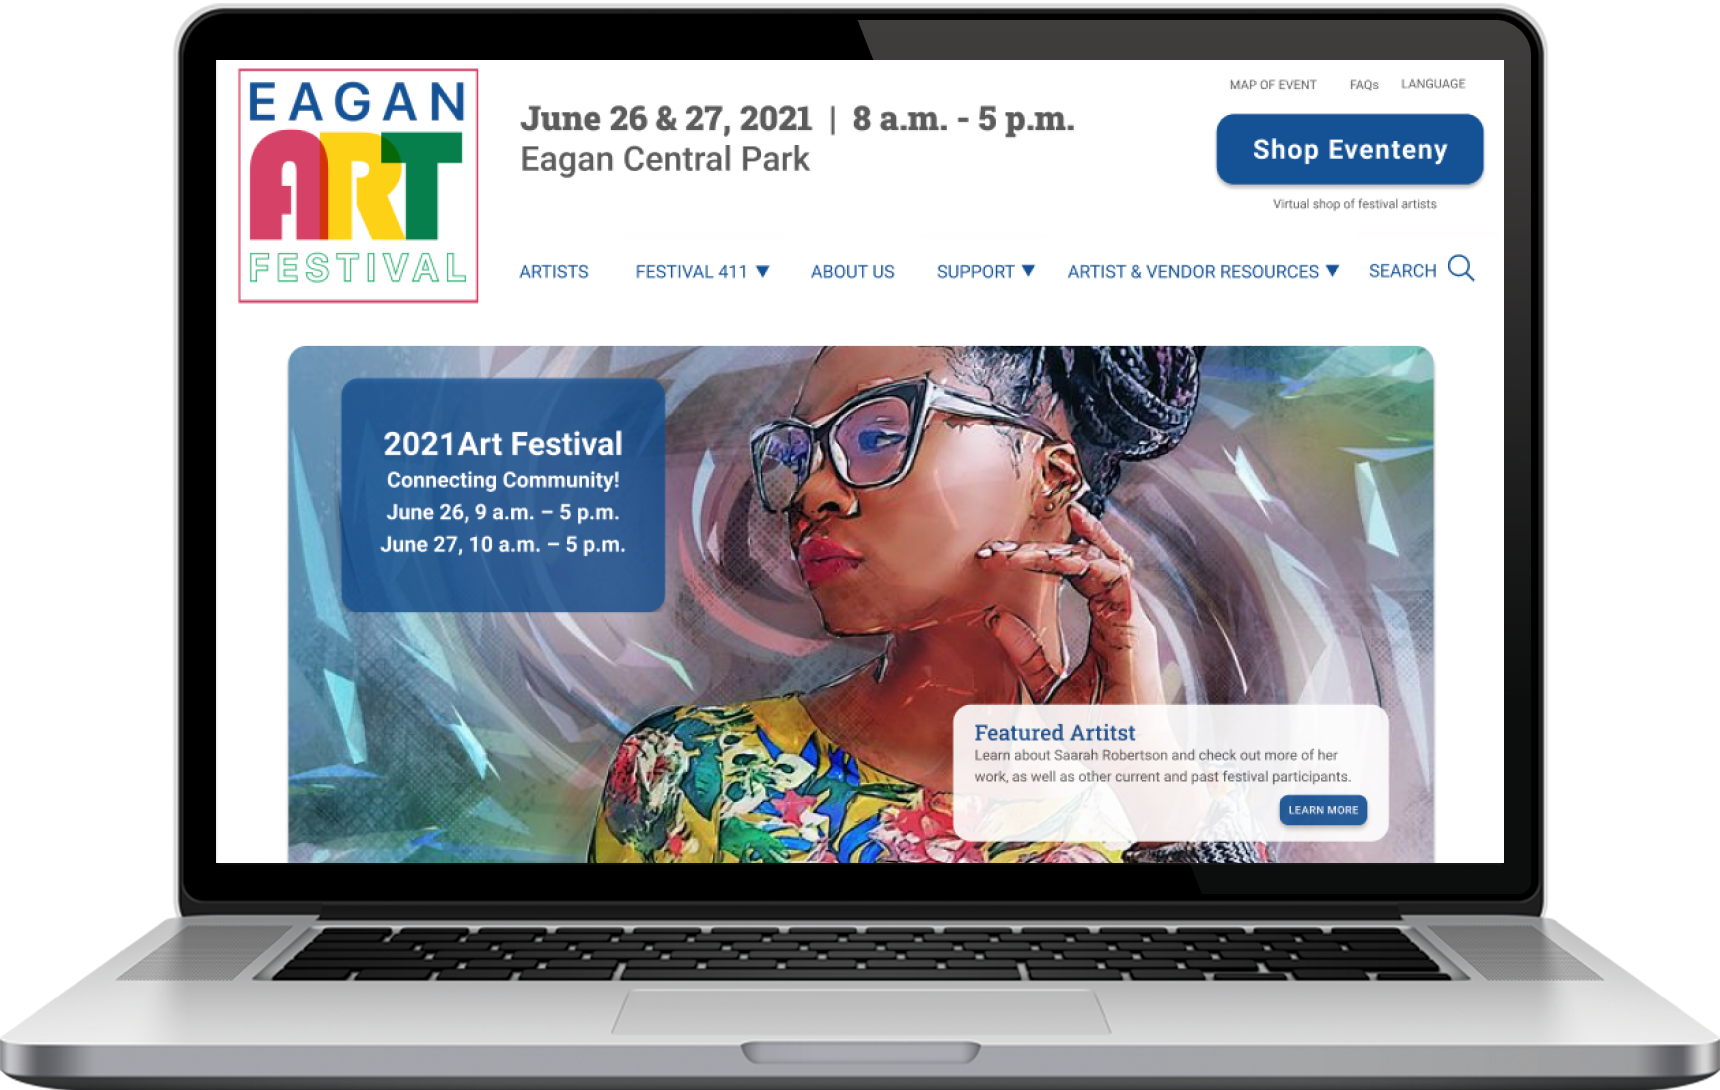 EAGAN
ART
FESTIVAL
June 26 & 27, 2021 | 8 a.m. - 5 p.m.
Eagan Central Park
MAP OF EVENT FAQs LANGUAGE
Shop Eventeny
Virtual shop of festival artists
ARTISTS FESTIVAL 411 ▼ ABOUT US SUPPORT ▼ ARTIST & VENDOR RESOURCES ▼ SEARCH
2021Art Festival
Connecting Community!
June 26, 9 a.m. – 5 p.m.
June 27, 10 a.m. – 5 p.m.
Featured Artitst
Learn about Saarah Robertson and check out more of her
work, as well as other current and past festival participants.
LEARN MORE